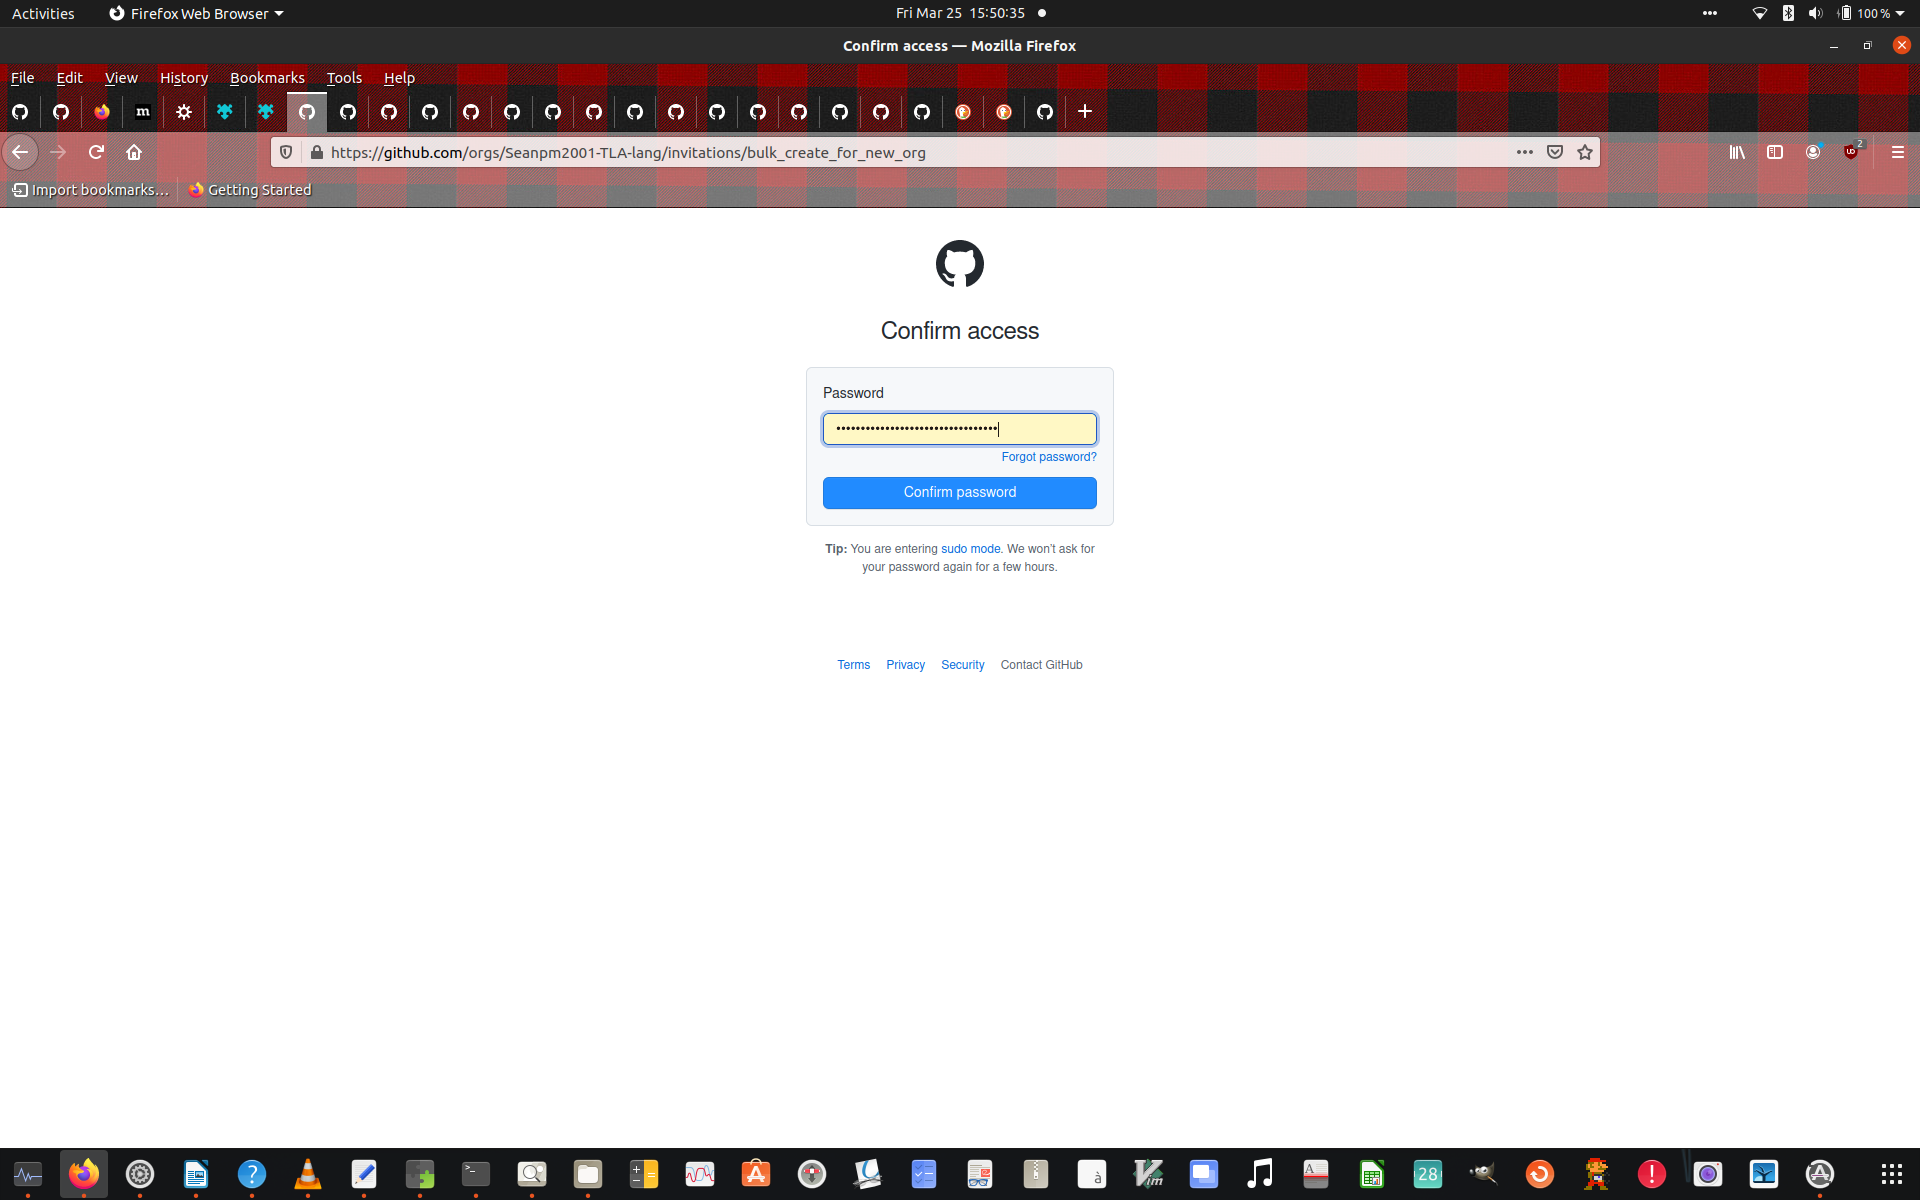 Activities
Firefox Web Browser
Fri Mar 25 15:50:35
100 %
Confirm access — Mozilla Firefox
File Edit View History Bookmarks Tools Help
m
https://github.com/orgs/Seanpm2001-TLA-lang/invitations/bulk_create_for_new_org
2
Import bookmarks...
Getting Started
Confirm access
Password
Forgot password?
Confirm password
Tip: You are entering sudo mode. We won't ask for
your password again for a few hours.
Terms Privacy Security Contact GitHub
28